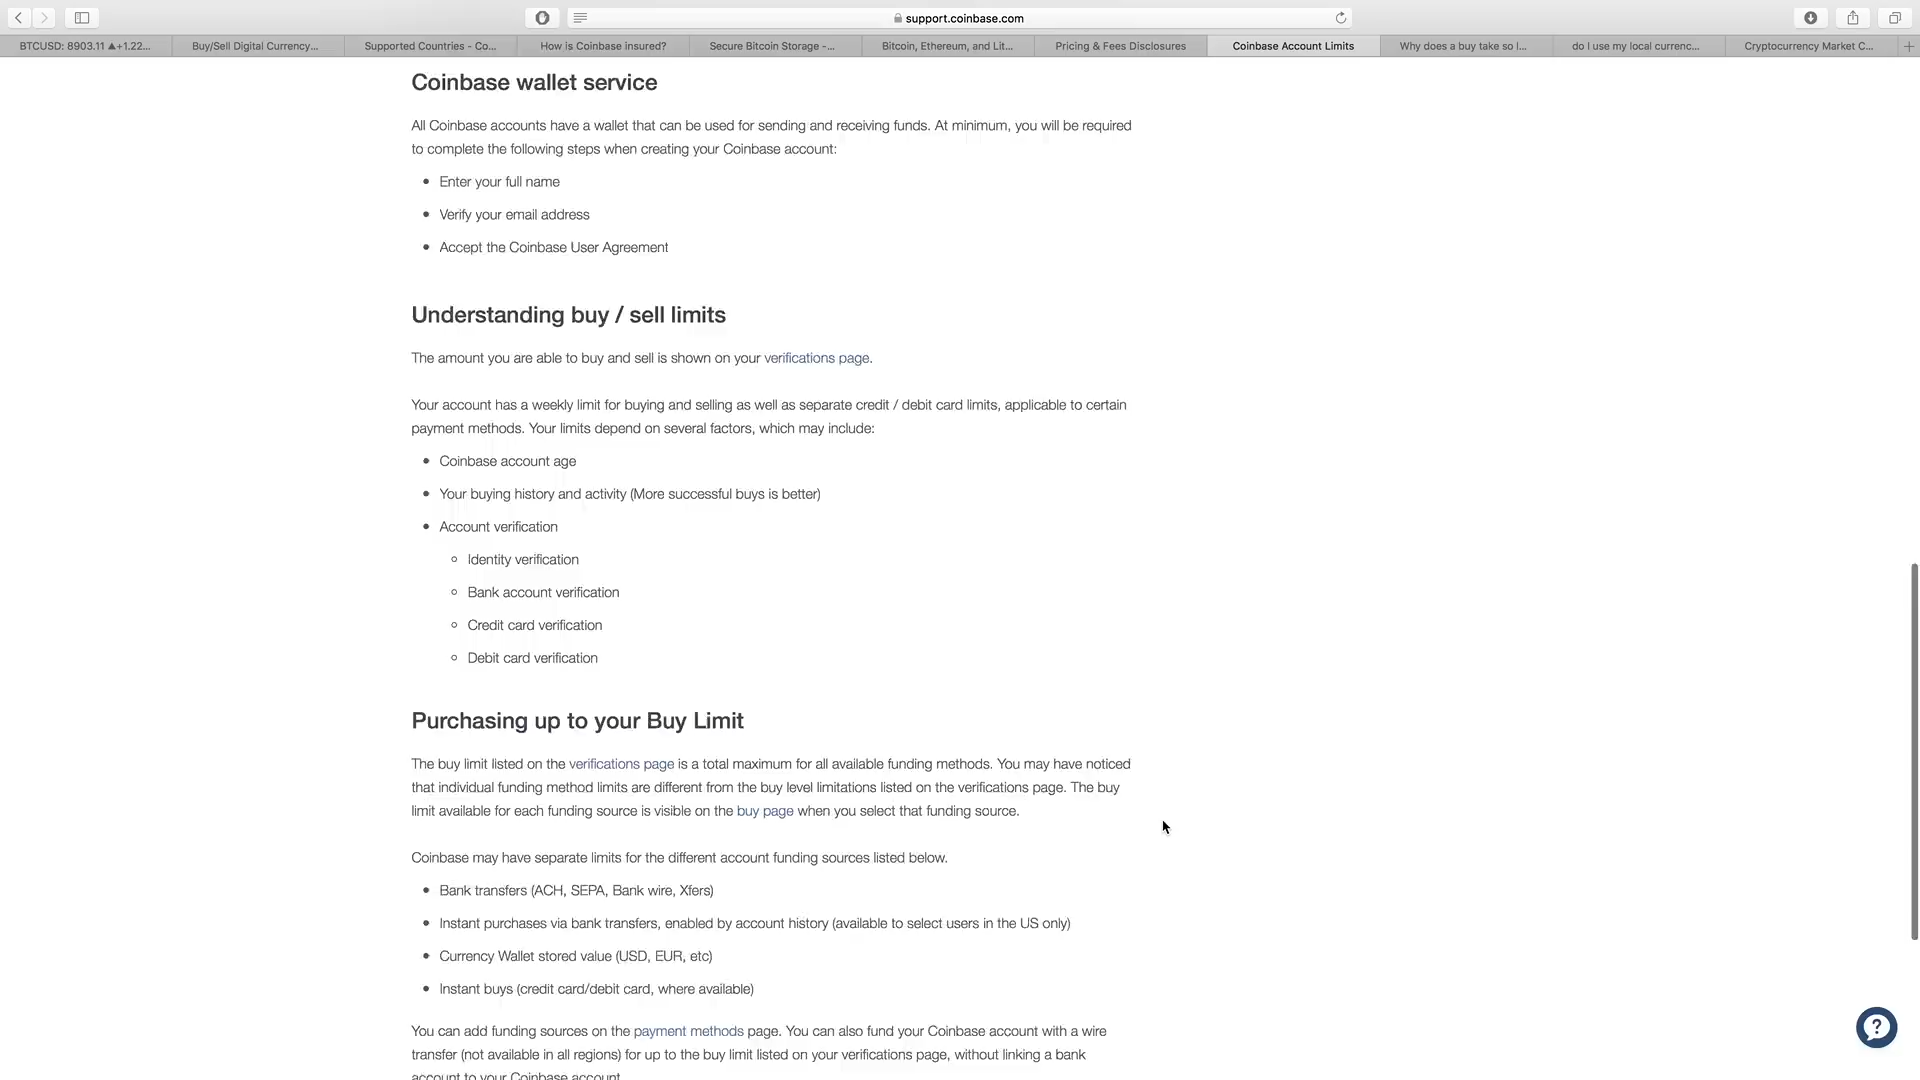 support.coinbase.com
BTCUSD: 8903.11 ▲+1.22...
Buy/Sell Digital Currency...
Supported Countries - Co...
How is Coinbase insured?
Secure Bitcoin Storage -...
Bitcoin, Ethereum, and Lit...
Pricing & Fees Disclosures
Coinbase Account Limits
Why does a buy take so l...
do I use my local currenc...
Cryptocurrency Market C...
Coinbase wallet service
All Coinbase accounts have a wallet that can be used for sending and receiving funds. At minimum, you will be required
to complete the following steps when creating your Coinbase account:
• Enter your full name
• Verify your email address
• Accept the Coinbase User Agreement
Understanding buy / sell limits
The amount you are able to buy and sell is shown on your verifications page.
Your account has a weekly limit for buying and selling as well as separate credit / debit card limits, applicable to certain
payment methods. Your limits depend on several factors, which may include:
• Coinbase account age
• Your buying history and activity (More successful buys is better)
• Account verification
◦ Identity verification
◦ Bank account verification
◦ Credit card verification
◦ Debit card verification
Purchasing up to your Buy Limit
The buy limit listed on the verifications page is a total maximum for all available funding methods. You may have noticed
that individual funding method limits are different from the buy level limitations listed on the verifications page. The buy
limit available for each funding source is visible on the buy page when you select that funding source.
Coinbase may have separate limits for the different account funding sources listed below.
• Bank transfers (ACH, SEPA, Bank wire, Xfers)
• Instant purchases via bank transfers, enabled by account history (available to select users in the US only)
• Currency Wallet stored value (USD, EUR, etc)
• Instant buys (credit card/debit card, where available)
You can add funding sources on the payment methods page. You can also fund your Coinbase account with a wire
transfer (not available in all regions) for up to the buy limit listed on your verifications page, without linking a bank
account to your Coinbase account.